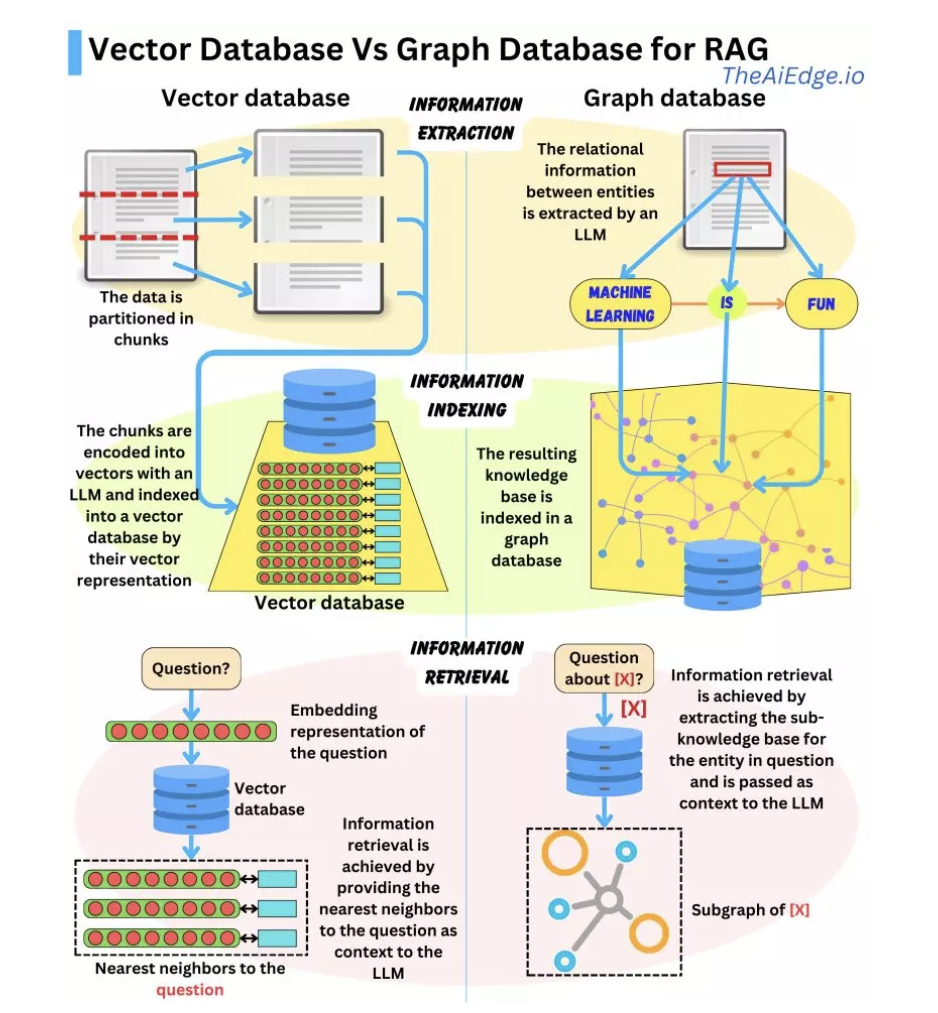 Vector Database Vs Graph Database for RAG
TheAiEdge.io
Vector database
INFORMATION
EXTRACTION
Graph database
The data is
partitioned in
chunks
The relational
information
between entities
is extracted by an
LLM
MACHINE
LEARNING
IS
FUN
INFORMATION
INDEXING
The chunks are
encoded into
vectors with an
LLM and indexed
into a vector
database by
their vector
representation
Vector database
The resulting
knowledge
base is
indexed in a
graph
database
INFORMATION
RETRIEVAL
Question?
Embedding
representation of
the question
Vector
database
Information
retrieval is
achieved by
providing the
nearest neighbors
to the question as
context to the
LLM
Nearest neighbors to the
question
Question
about [X]?
[X]
Information retrieval
is achieved by
extracting the sub-
knowledge base for
the entity in question
and is passed as
context to the LLM
Subgraph of [X]